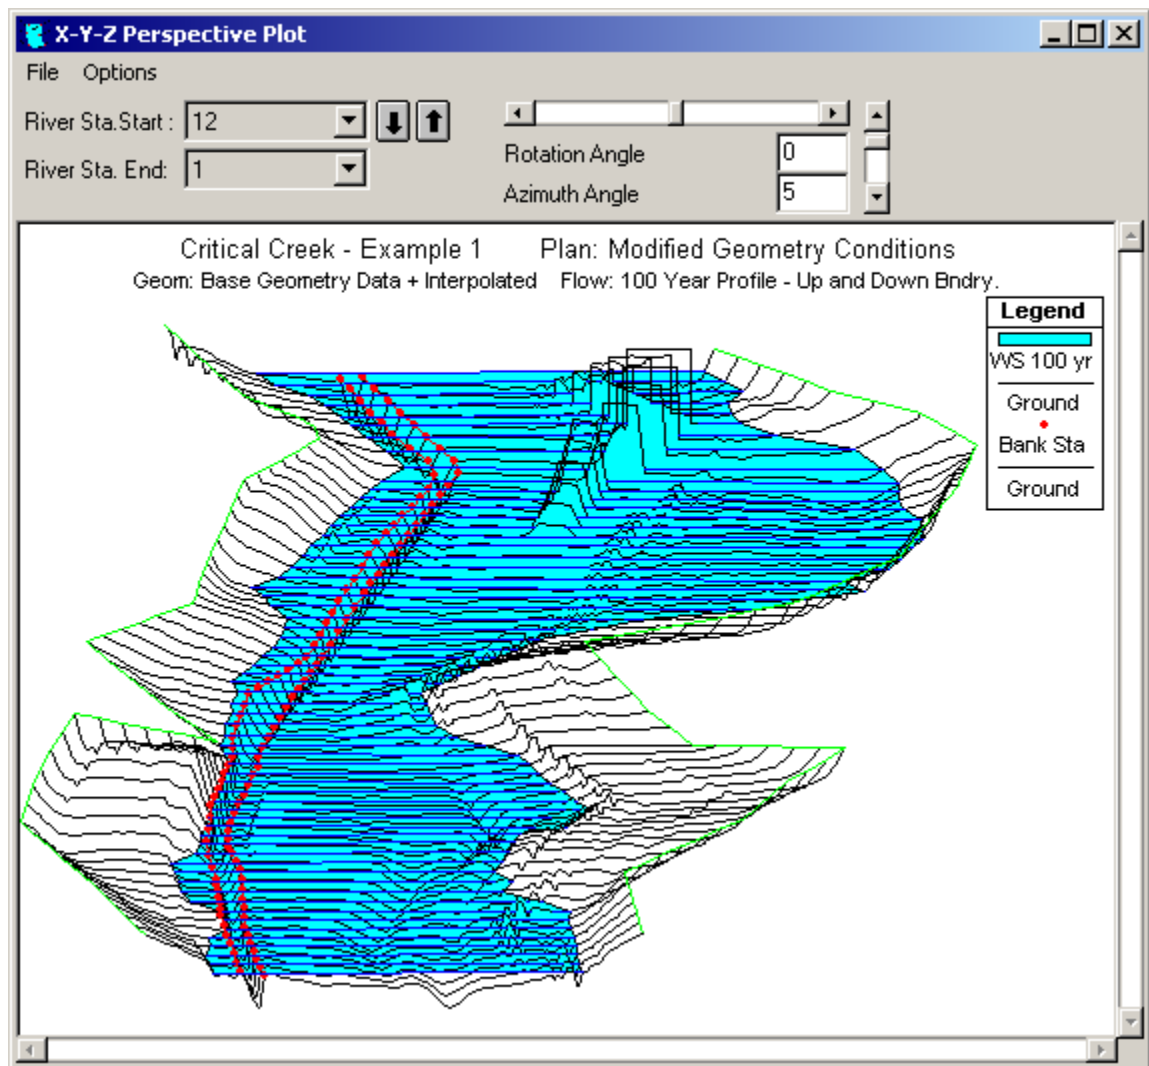 X-Y-Z Perspective Plot
File Options
River Sta.Start : 12
River Sta. End: 1
Rotation Angle 0
Azimuth Angle 5
Critical Creek - Example 1 Plan: Modified Geometry Conditions
Geom: Base Geometry Data + Interpolated Flow: 100 Year Profile - Up and Down Bndry.
Legend
WS 100 yr
Ground
Bank Sta
Ground